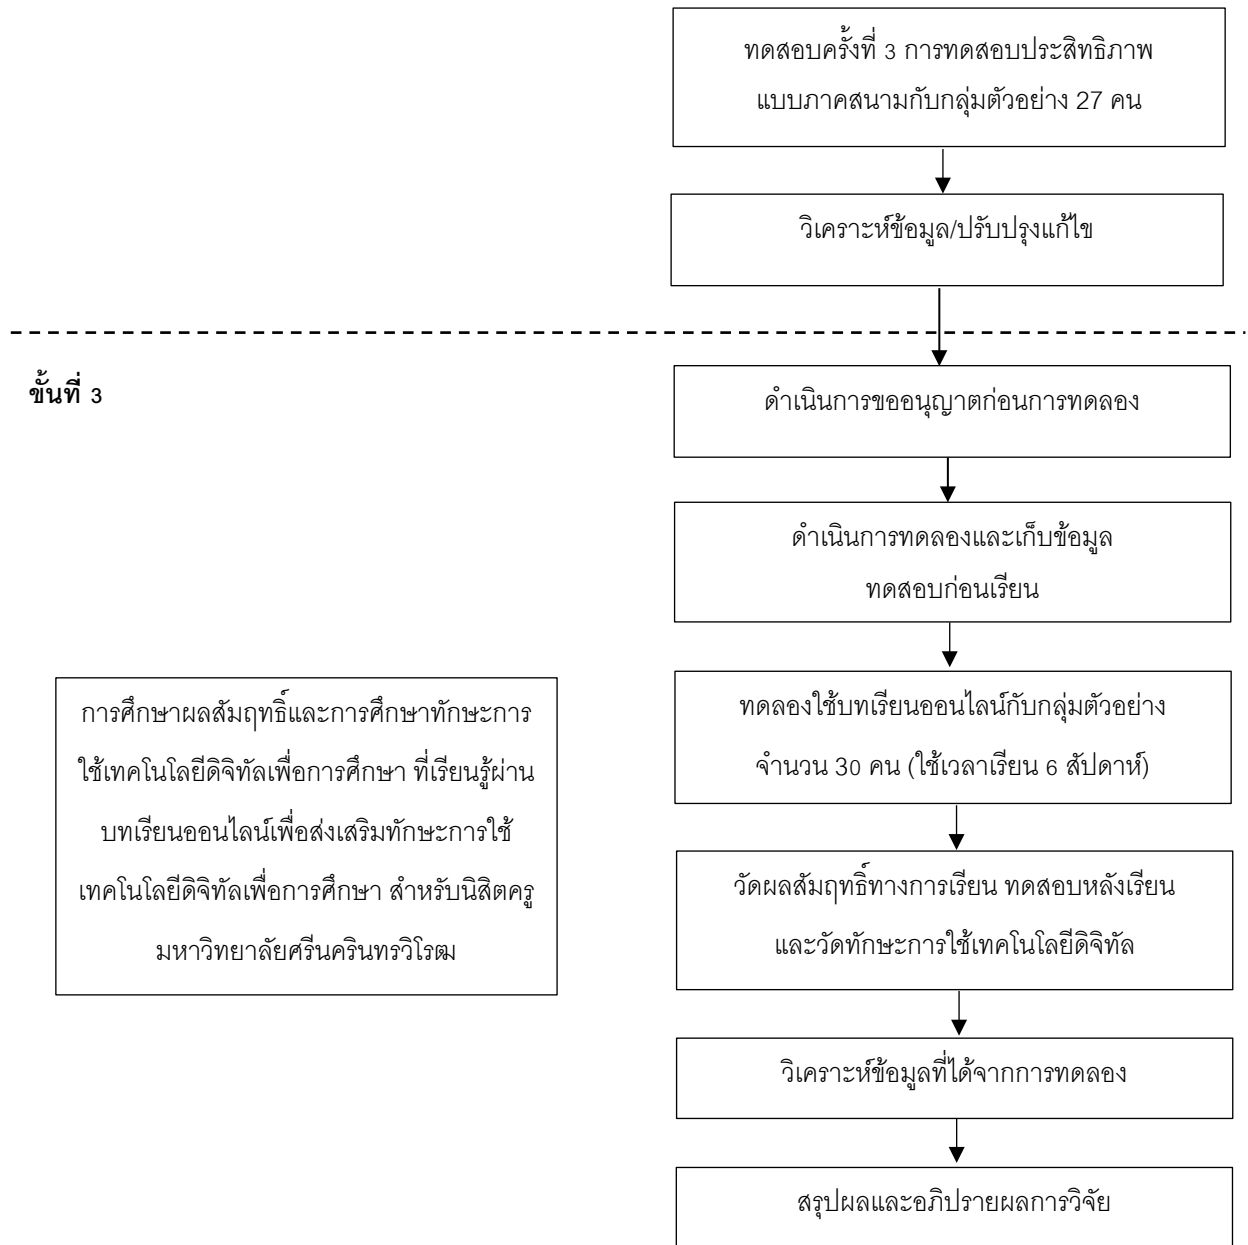 ทดสอบครั้งที่ 3 การทดสอบประสิทธิภาพ
แบบภาคสนามกับกลุ่มตัวอย่าง 27 คน
วิเคราะห์ข้อมูล/ปรับปรุงแก้ไข
ขั้นที่ 3
ดำเนินการขออนุญาตก่อนการทดลอง
ดำเนินการทดลองและเก็บข้อมูล
ทดสอบก่อนเรียน
การศึกษาผลสัมฤทธิ์และการศึกษาทักษะการ
ใช้เทคโนโลยีดิจิทัลเพื่อการศึกษา ที่เรียนรู้ผ่าน
บทเรียนออนไลน์เพื่อส่งเสริมทักษะการใช้
เทคโนโลยีดิจิทัลเพื่อการศึกษา สำหรับนิสิตครู
มหาวิทยาลัยศรีนครินทรวิโรฒ
ทดลองใช้บทเรียนออนไลน์กับกลุ่มตัวอย่าง
จำนวน 30 คน (ใช้เวลาเรียน 6 สัปดาห์)
วัดผลสัมฤทธิ์ทางการเรียน ทดสอบหลังเรียน
และวัดทักษะการใช้เทคโนโลยีดิจิทัล
วิเคราะห์ข้อมูลที่ได้จากการทดลอง
สรุปผลและอภิปรายผลการวิจัย